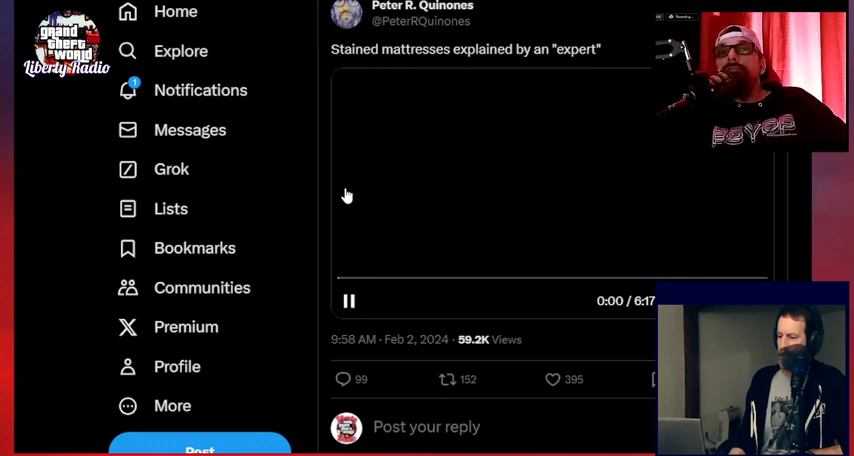 grand
theft
world
Liberty Radio
Home
Explore
1
Notifications
Messages
Grok
Lists
Bookmarks
Communities
Premium
Profile
More
Post
Peter R. Quinones
@PeterRQuinones
Stained mattresses explained by an "expert"
0:00 / 6:17
9:58 AM · Feb 2, 2024 · 59.2K Views
99 152 395
Post your reply
PSYOP